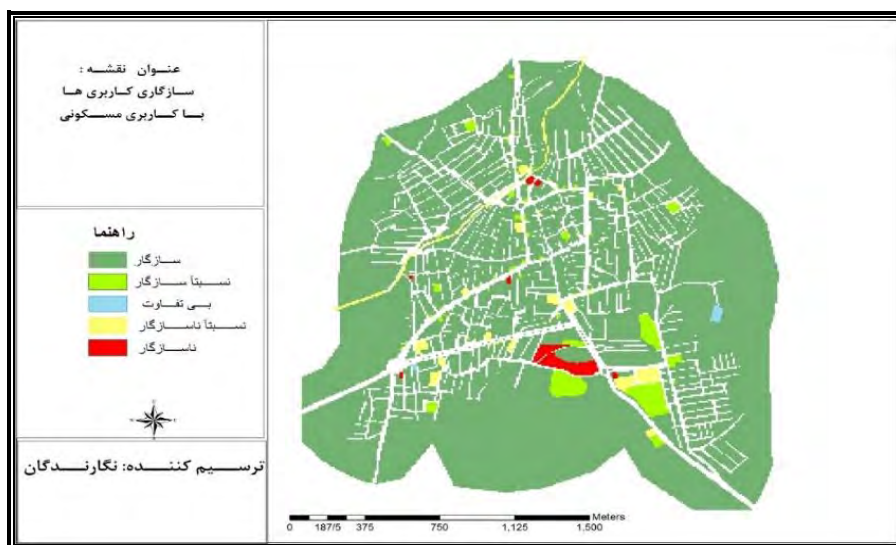 عنوان نقشه :
سازگاری کاربری ها
با کاربری مسکونی
راهنما
سازگار
نسبتاً سازگار
بی تفاوت
نسبتاً ناسازگار
ناسازگار
ترسیم کننده: نگارندگان
Meters
0 187/5 375 750 1,125 1,500